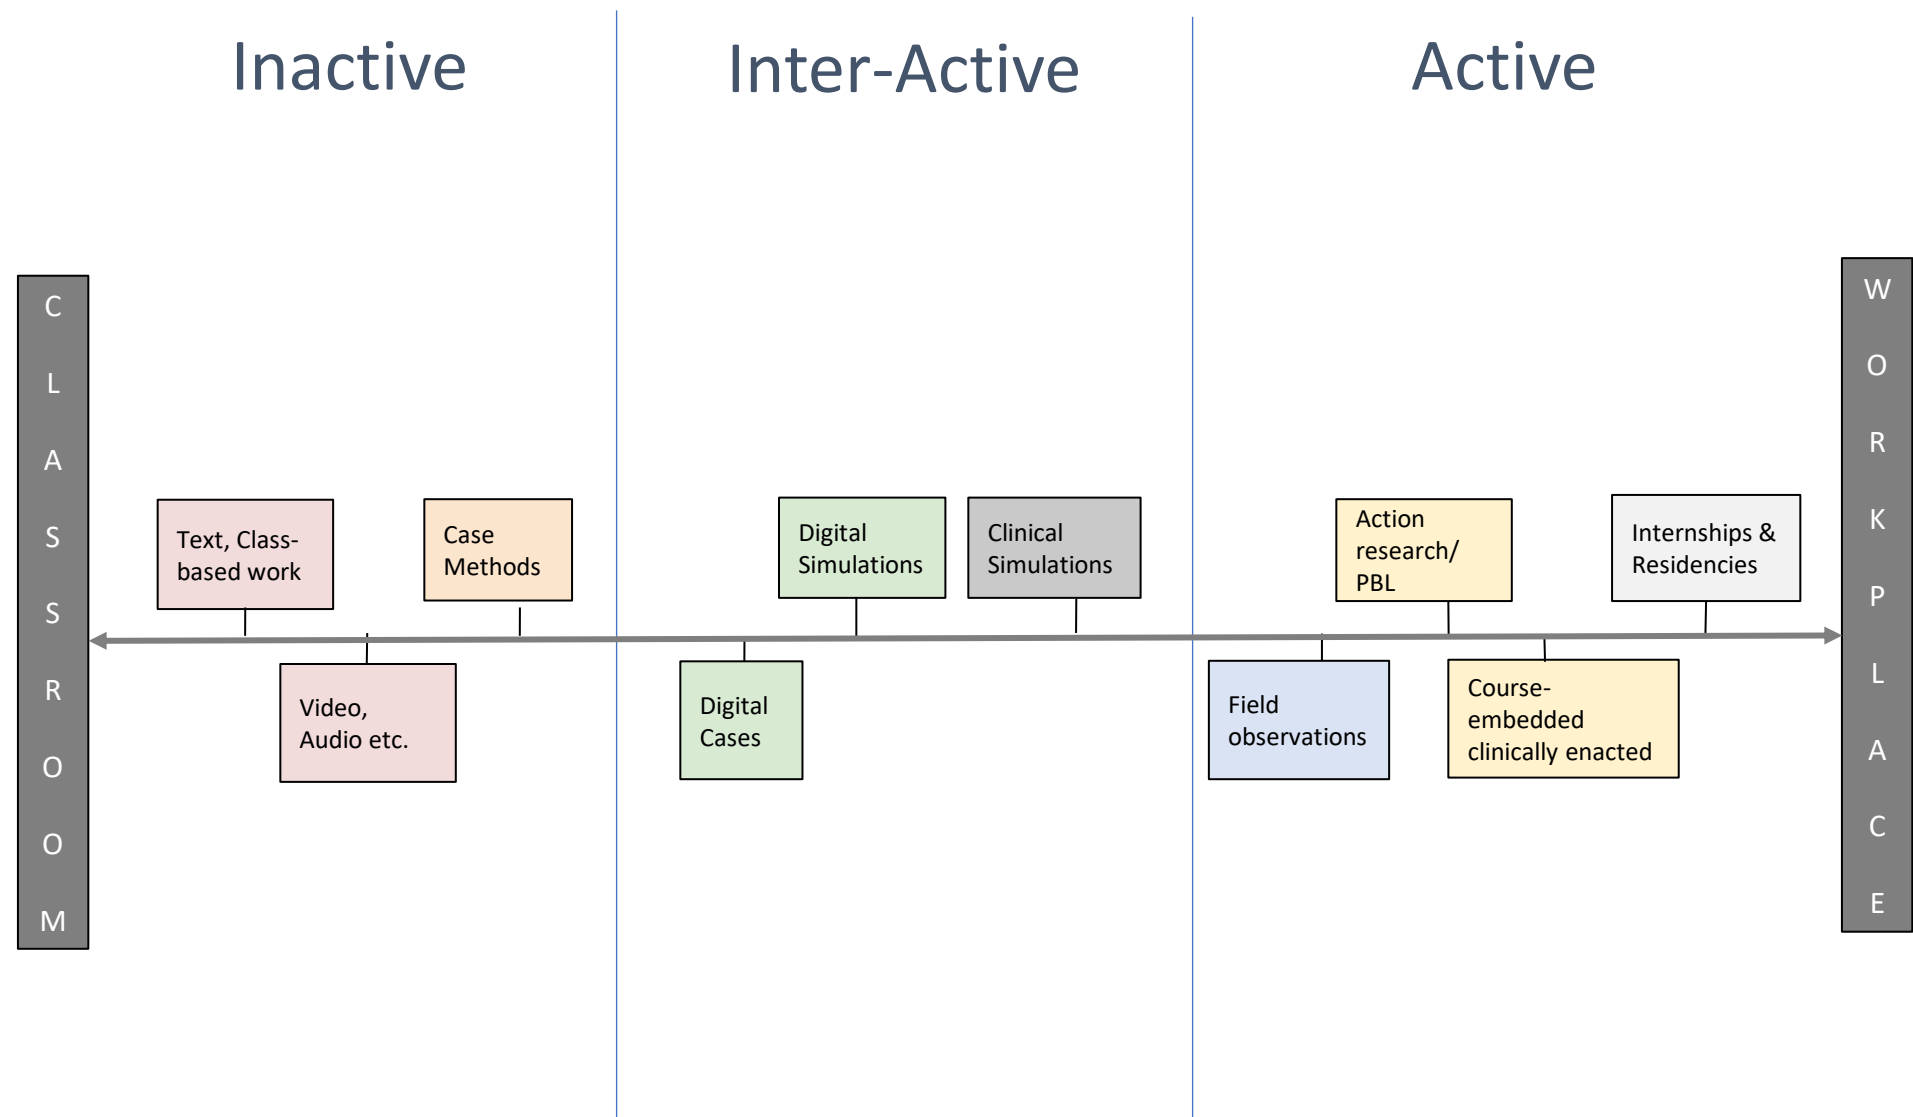 Inactive
Inter-Active
Active
C
L
A
S
S
R
O
O
M
Text, Class-
based work
Case
Methods
Video,
Audio etc.
Digital
Simulations
Clinical
Simulations
Digital
Cases
Action
research/
PBL
Internships &
Residencies
Field
observations
Course-
embedded
clinically enacted
W
O
R
K
P
L
A
C
E